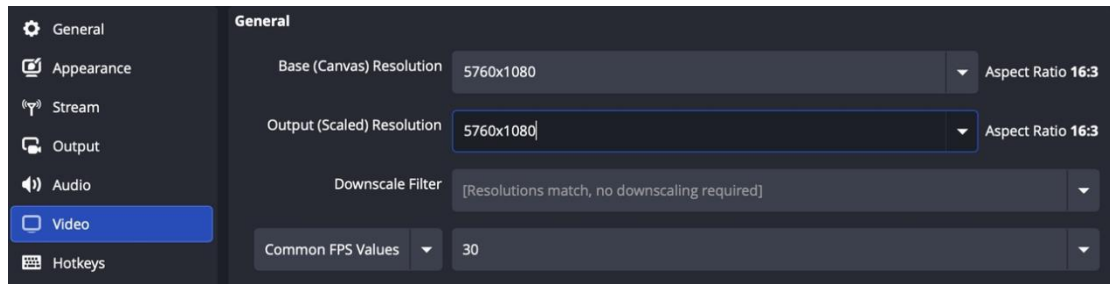 General
Appearance
Stream
Output
Audio
Video
Hotkeys
General
Base (Canvas) Resolution 5760x1080 Aspect Ratio 16:3
Output (Scaled) Resolution 5760x1080 Aspect Ratio 16:3
Downscale Filter [Resolutions match, no downscaling required]
Common FPS Values 30